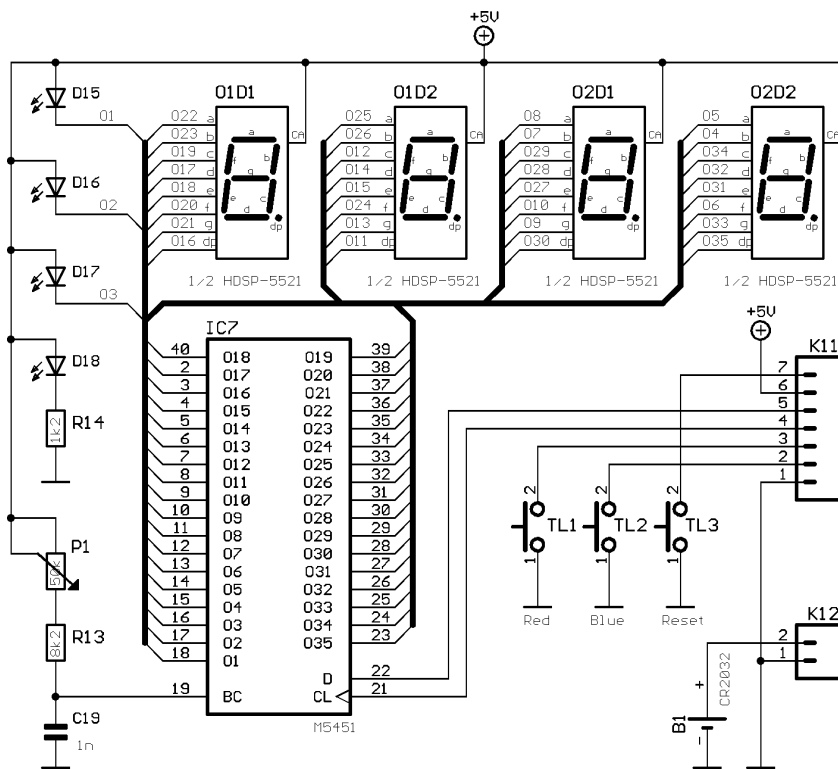 +5V
D15
O1
D16
O2
D17
O3
D18
R14
1k2
P1
50k
R13
8k2
C19
1n
O1D1
O22 a
O23 b
O19 c
O17 d
O18 e
O20 f
O21 g
O16 dp
CA
a
f b
g
e c
d
dp
1/2 HDSP-5521
O1D2
O25 a
O26 b
O12 c
O14 d
O15 e
O24 f
O13 g
O11 dp
CA
a
f b
g
e c
d
dp
1/2 HDSP-5521
O2D1
O8 a
O7 b
O29 c
O28 d
O27 e
O10 f
O9 g
O30 dp
CA
a
f b
g
e c
d
dp
1/2 HDSP-5521
O2D2
O5 a
O4 b
O34 c
O32 d
O31 e
O6 f
O33 g
O35 dp
CA
a
f b
g
e c
d
dp
1/2 HDSP-5521
IC7
40 O18 O19 39
2 O17 O20 38
3 O16 O21 37
4 O15 O22 36
5 O14 O23 35
6 O13 O24 34
7 O12 O25 33
8 O11 O26 32
9 O10 O27 31
10 O9 O28 30
11 O8 O29 29
12 O7 O30 28
13 O6 O31 27
14 O5 O32 26
15 O4 O33 25
16 O3 O34 24
17 O2 O35 23
18 O1
D 22
19 BC CL 21
M5451
+5V
K11
7
6
5
4
3
2
1
2 2 2
TL1 TL2 TL3
1 1 1
Red Blue Reset
K12
2
1
+
CR2032
B1
-